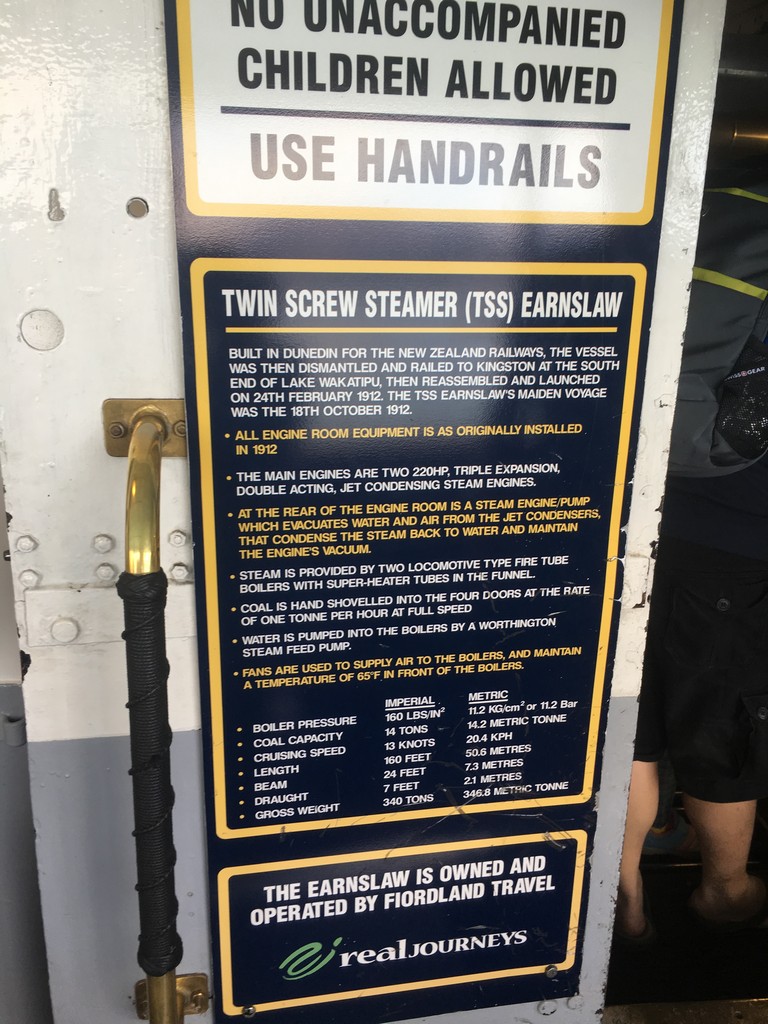 NO UNACCOMPANIED
CHILDREN ALLOWED
USE HANDRAILS
TWIN SCREW STEAMER (TSS) EARNSLAW
BUILT IN DUNEDIN FOR THE NEW ZEALAND RAILWAYS, THE VESSEL
WAS THEN DISMANTLED AND RAILED TO KINGSTON AT THE SOUTH
END OF LAKE WAKATIPU, THEN REASSEMBLED AND LAUNCHED
ON 24TH FEBRUARY 1912. THE TSS EARNSLAW'S MAIDEN VOYAGE
WAS THE 18TH OCTOBER 1912.
• ALL ENGINE ROOM EQUIPMENT IS AS ORIGINALLY INSTALLED
IN 1912
• THE MAIN ENGINES ARE TWO 220HP, TRIPLE EXPANSION,
DOUBLE ACTING, JET CONDENSING STEAM ENGINES.
• AT THE REAR OF THE ENGINE ROOM IS A STEAM ENGINE/PUMP
WHICH EVACUATES WATER AND AIR FROM THE JET CONDENSERS,
THAT CONDENSE THE STEAM BACK TO WATER AND MAINTAIN
THE ENGINE'S VACUUM.
• STEAM IS PROVIDED BY TWO LOCOMOTIVE TYPE FIRE TUBE
BOILERS WITH SUPER-HEATER TUBES IN THE FUNNEL.
• COAL IS HAND SHOVELLED INTO THE FOUR DOORS AT THE RATE
OF ONE TONNE PER HOUR AT FULL SPEED
• WATER IS PUMPED INTO THE BOILERS BY A WORTHINGTON
STEAM FEED PUMP.
• FANS ARE USED TO SUPPLY AIR TO THE BOILERS, AND MAINTAIN
A TEMPERATURE OF 65°F IN FRONT OF THE BOILERS.
IMPERIAL METRIC
• BOILER PRESSURE 160 LBS/IN² 11.2 KG/cm² or 11.2 Bar
• COAL CAPACITY 14 TONS 14.2 METRIC TONNE
• CRUISING SPEED 13 KNOTS 20.4 KPH
• LENGTH 160 FEET 50.6 METRES
• BEAM 24 FEET 7.3 METRES
• DRAUGHT 7 FEET 2.1 METRES
• GROSS WEIGHT 340 TONS 346.8 METRIC TONNE
THE EARNSLAW IS OWNED AND
OPERATED BY FIORDLAND TRAVEL
realJOURNEYS